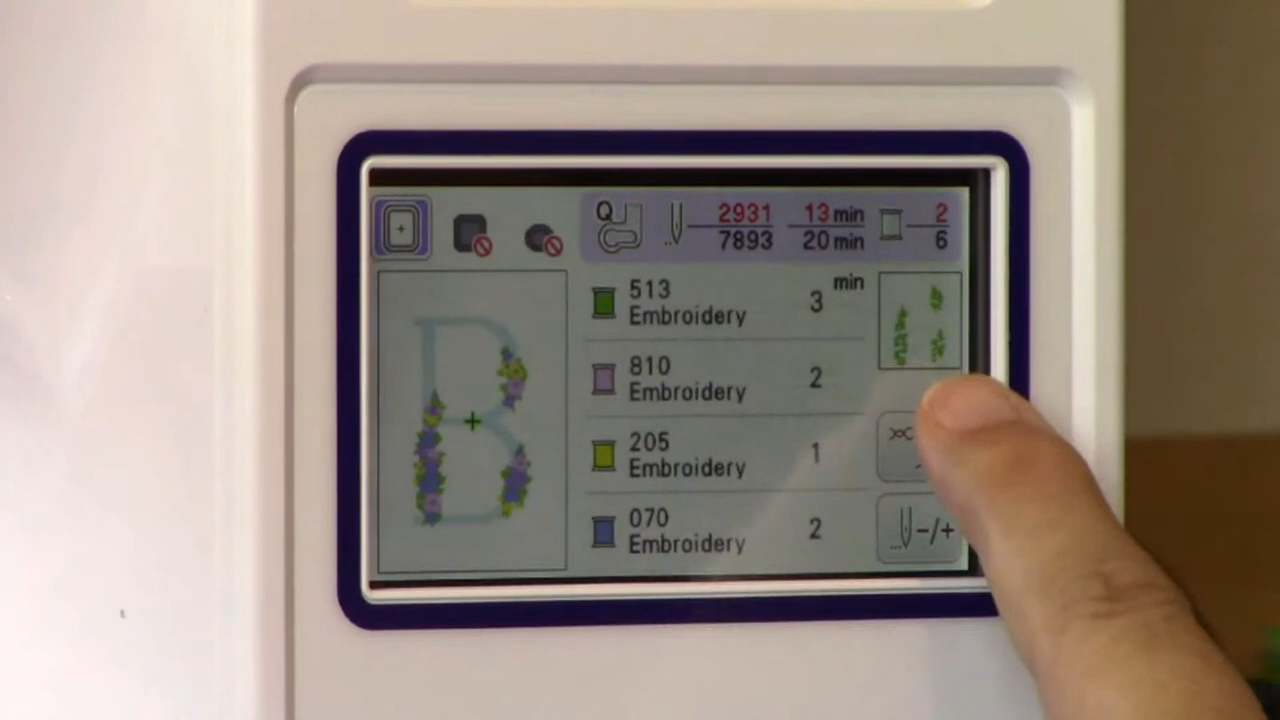 Q 2931 13 min 2
7893 20 min 6
min
513 3
Embroidery
810 2
Embroidery
205 1
Embroidery
070 2
Embroidery
-/+
B